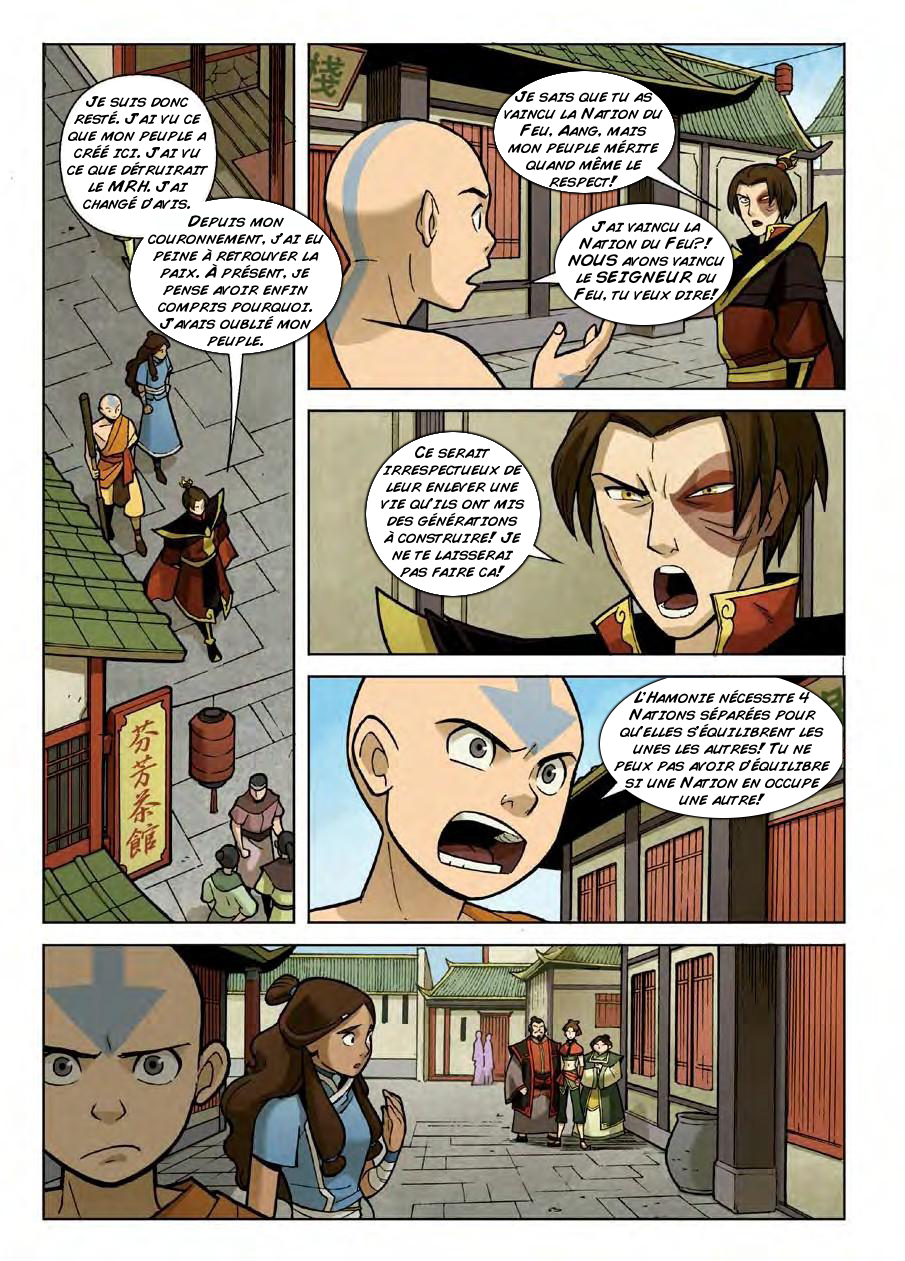 JE SUIS DONC
RESTÉ. J'AI VU CE
QUE MON PEUPLE A
CRÉÉ ICI. J'AI VU
CE QUE DÉTRUIRAIT
LE MRH. J'AI
CHANGÉ D'AVIS.
DEPUIS MON
COURONNEMENT, J'AI EU
PEINE À RETROUVER LA
PAIX. À PRÉSENT, JE
PENSE AVOIR ENFIN
COMPRIS POURQUOI.
J'AVAIS OUBLIÉ MON
PEUPLE.
芬芳茶館
棧
JE SAIS QUE TU AS
VAINCU LA NATION DU
FEU, AANG, MAIS
MON PEUPLE MÉRITE
QUAND MÊME LE
RESPECT!
J'AI VAINCU LA
NATION DU FEU?!
NOUS AVONS VAINCU
LE SEIGNEUR DU
FEU, TU VEUX DIRE!
CE SERAIT
IRRESPECTUEUX DE
LEUR ENLEVER UNE
VIE QU'ILS ONT MIS
DES GÉNÉRATIONS
À CONSTRUIRE! JE
NE TE LAISSERAI
PAS FAIRE CA!
L'HAMONIE NÉCESSITE 4
NATIONS SÉPARÉES POUR
QU'ELLES S'ÉQUILIBRENT LES
UNES LES AUTRES! TU NE
PEUX PAS AVOIR D'ÉQUILIBRE
SI UNE NATION EN OCCUPE
UNE AUTRE!